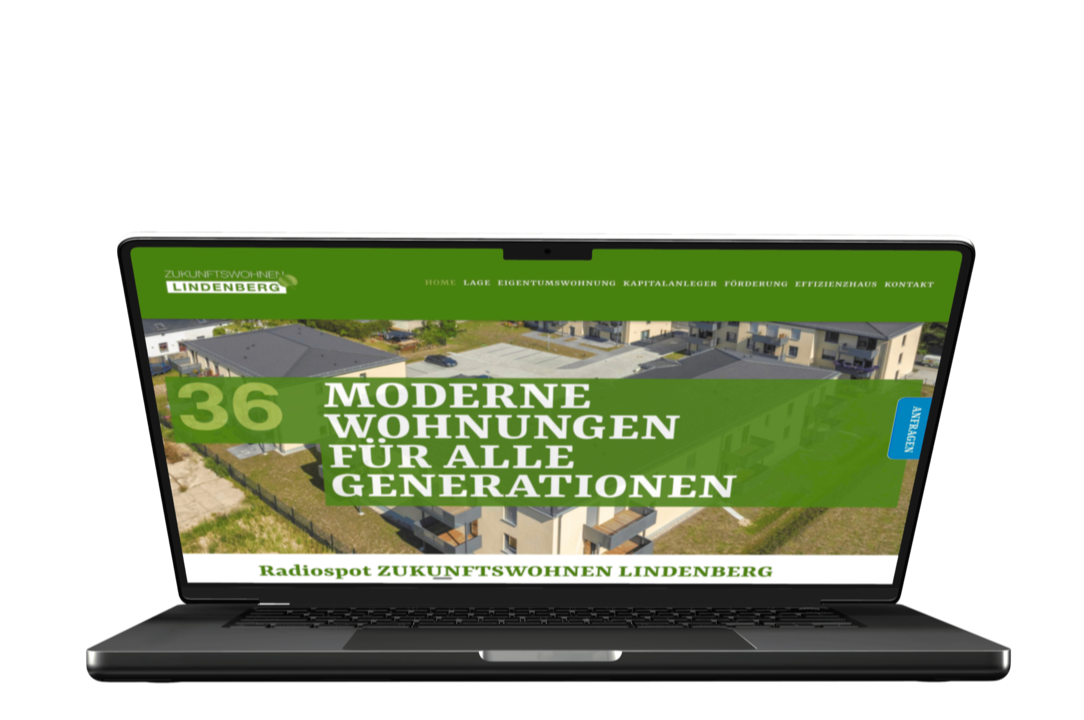 ZUKUNFTSWOHNEN
LINDENBERG
HOME LAGE EIGENTUMSWOHNUNG KAPITALANLEGER FÖRDERUNG EFFIZIENZHAUS KONTAKT
36 MODERNE
WOHNUNGEN
FÜR ALLE
GENERATIONEN
ANFRAGEN
Radiospot ZUKUNFTSWOHNEN LINDENBERG